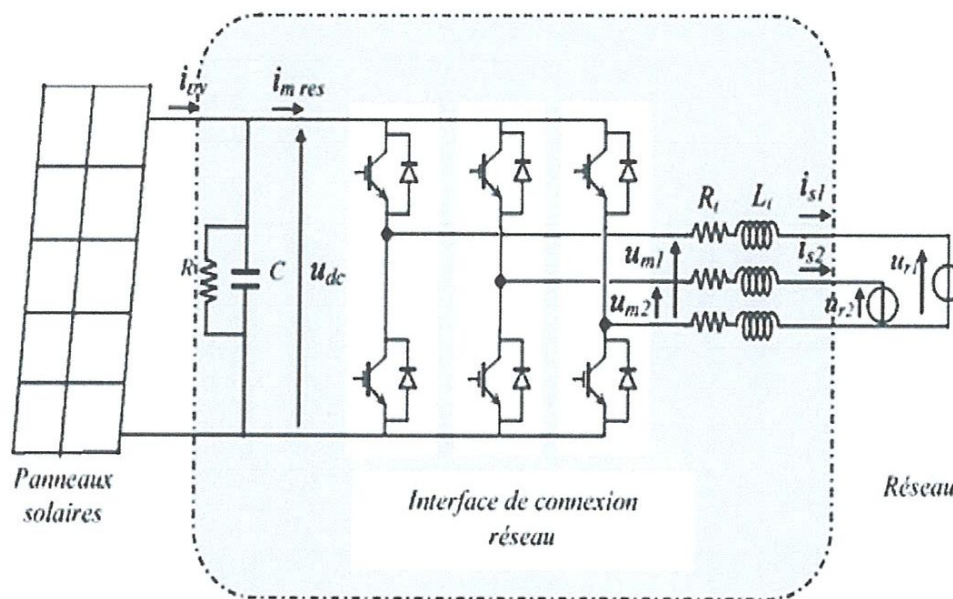 i_pv
i_m res
R_t
L_t
i_s1
R
C
u_dc
u_m1
i_s2
u_r1
u_m2
u_r2
Panneaux
solaires
Interface de connexion
réseau
Réseau